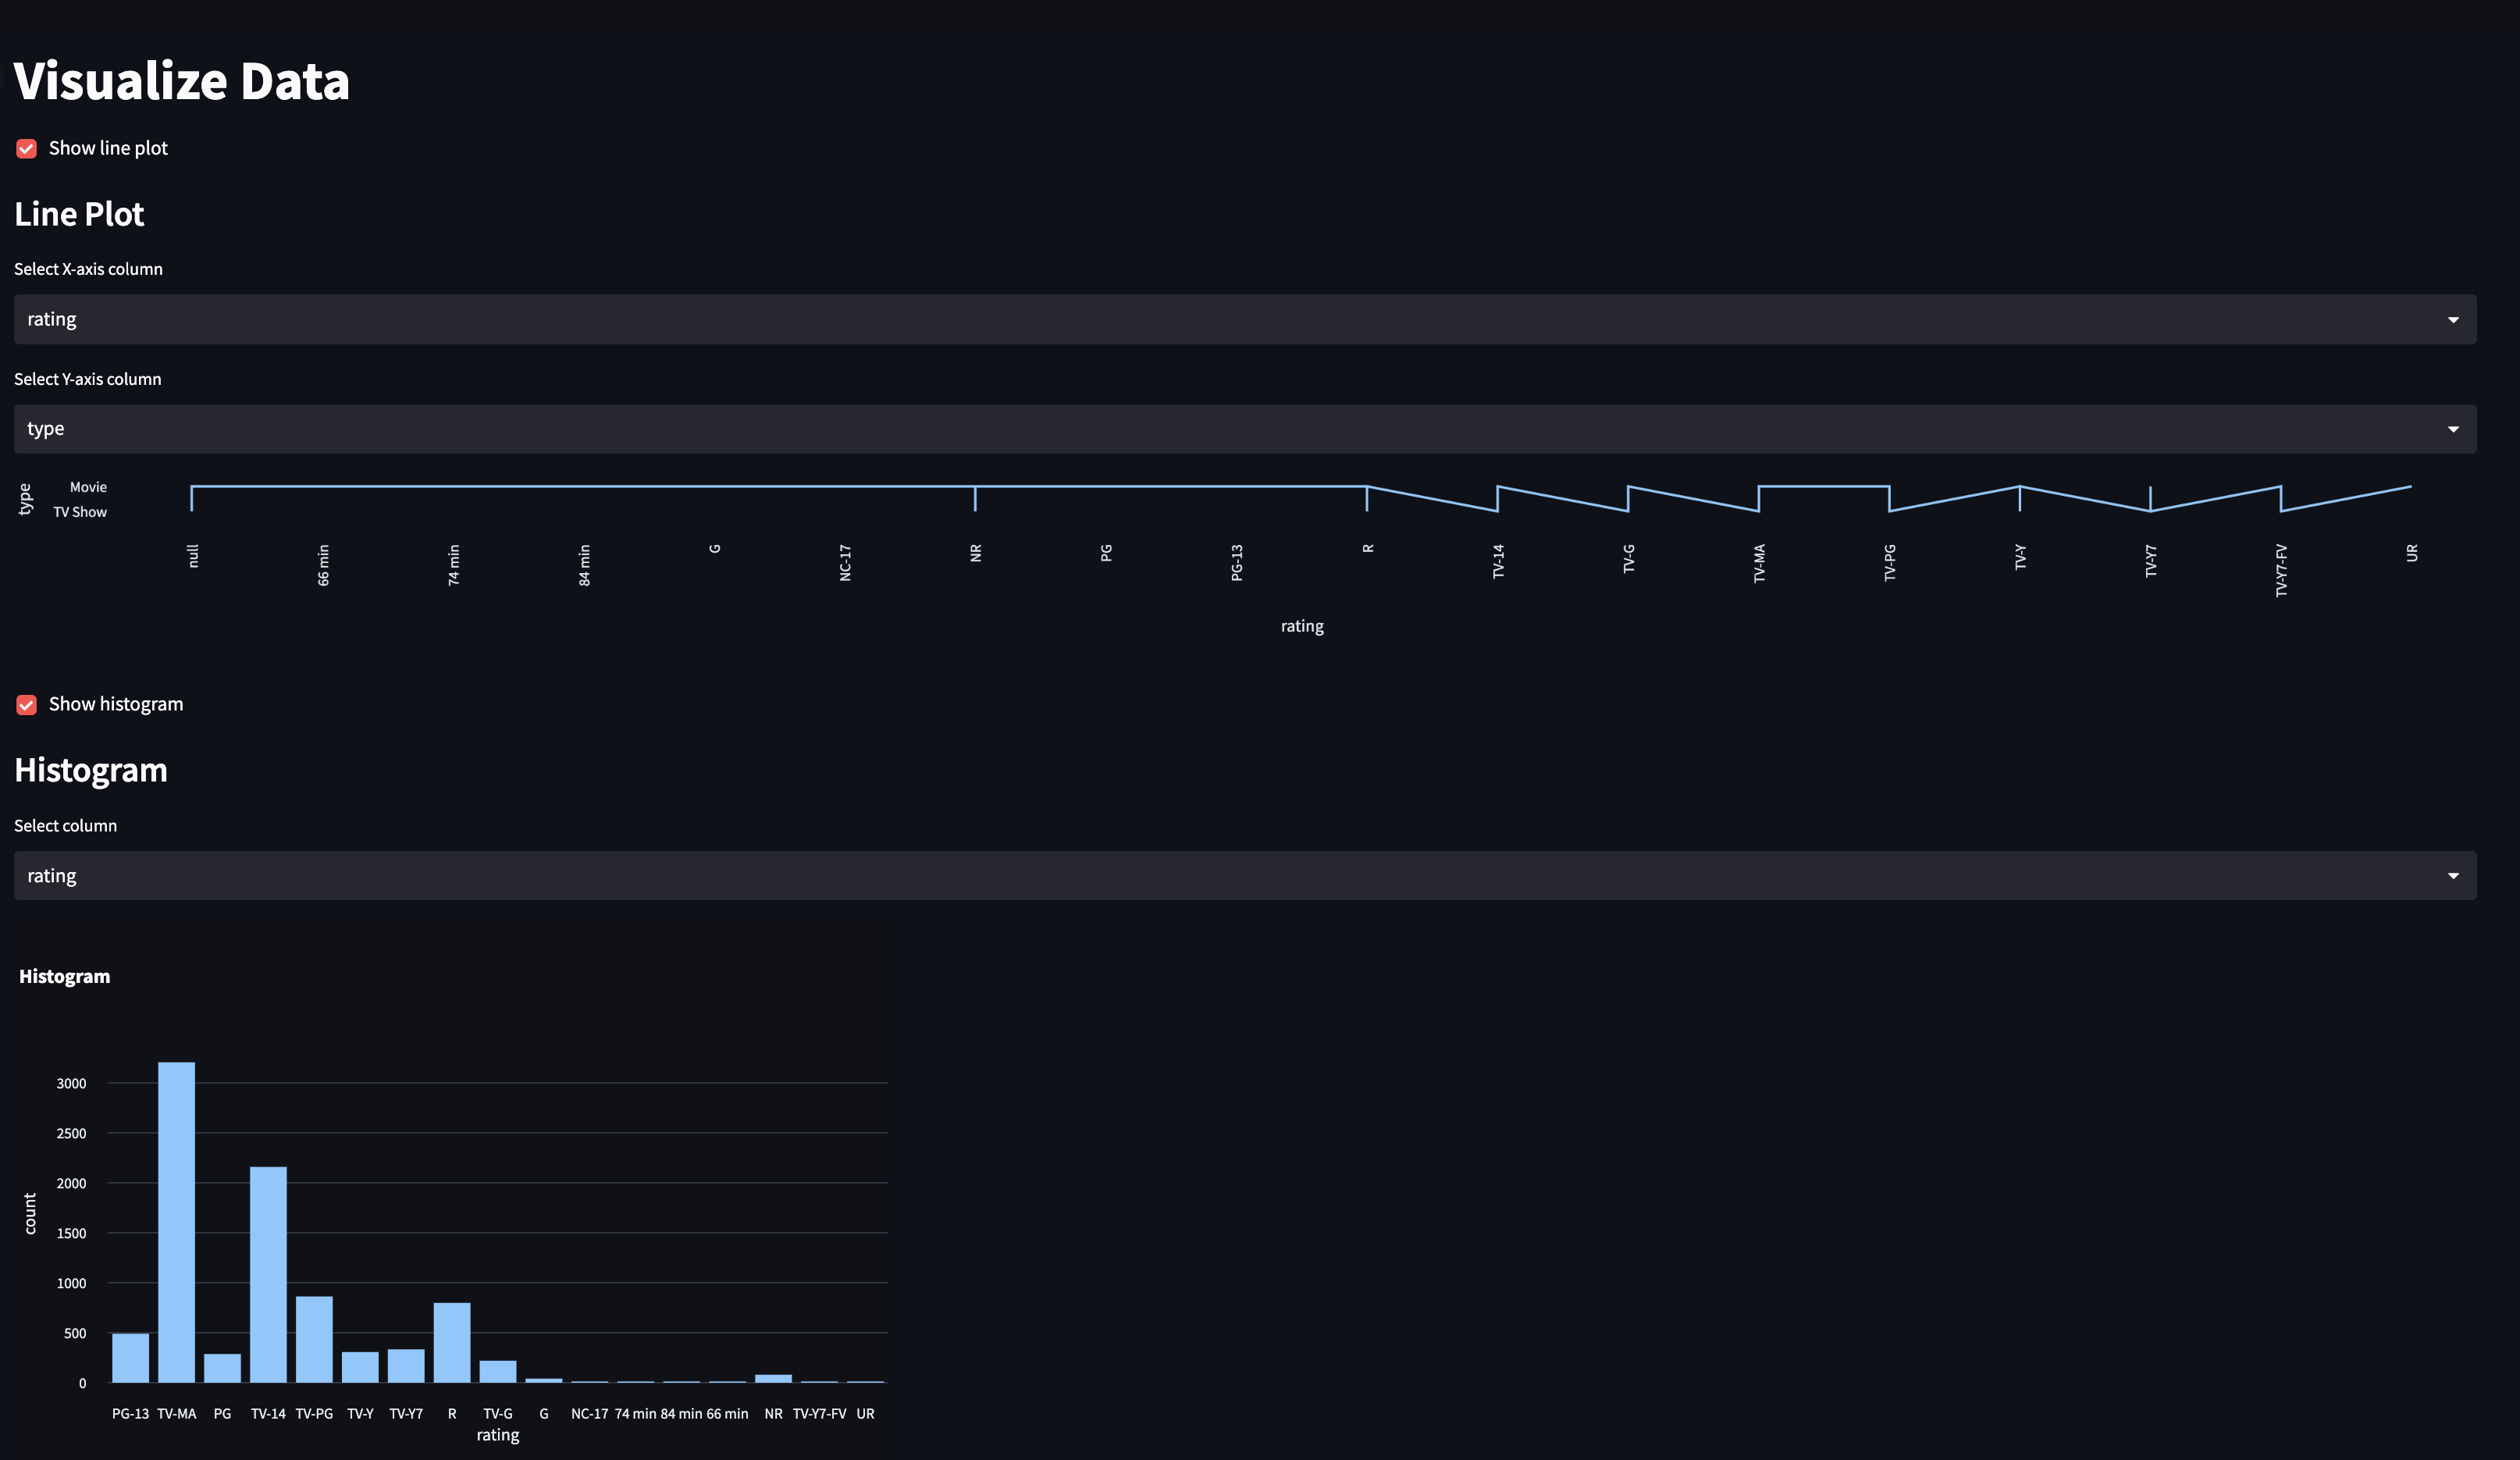 Visualize Data
Show line plot
Line Plot
Select X-axis column
rating
Select Y-axis column
type
type
Movie
TV Show
null
66 min
74 min
84 min
G
NC-17
NR
PG
PG-13
R
TV-14
TV-G
TV-MA
TV-PG
TV-Y
TV-Y7
TV-Y7-FV
UR
rating
Show histogram
Histogram
Select column
rating
Histogram
count
3000
2500
2000
1500
1000
500
0
PG-13 TV-MA PG TV-14 TV-PG TV-Y TV-Y7 R TV-G G NC-17 74 min 84 min 66 min NR TV-Y7-FV UR
rating